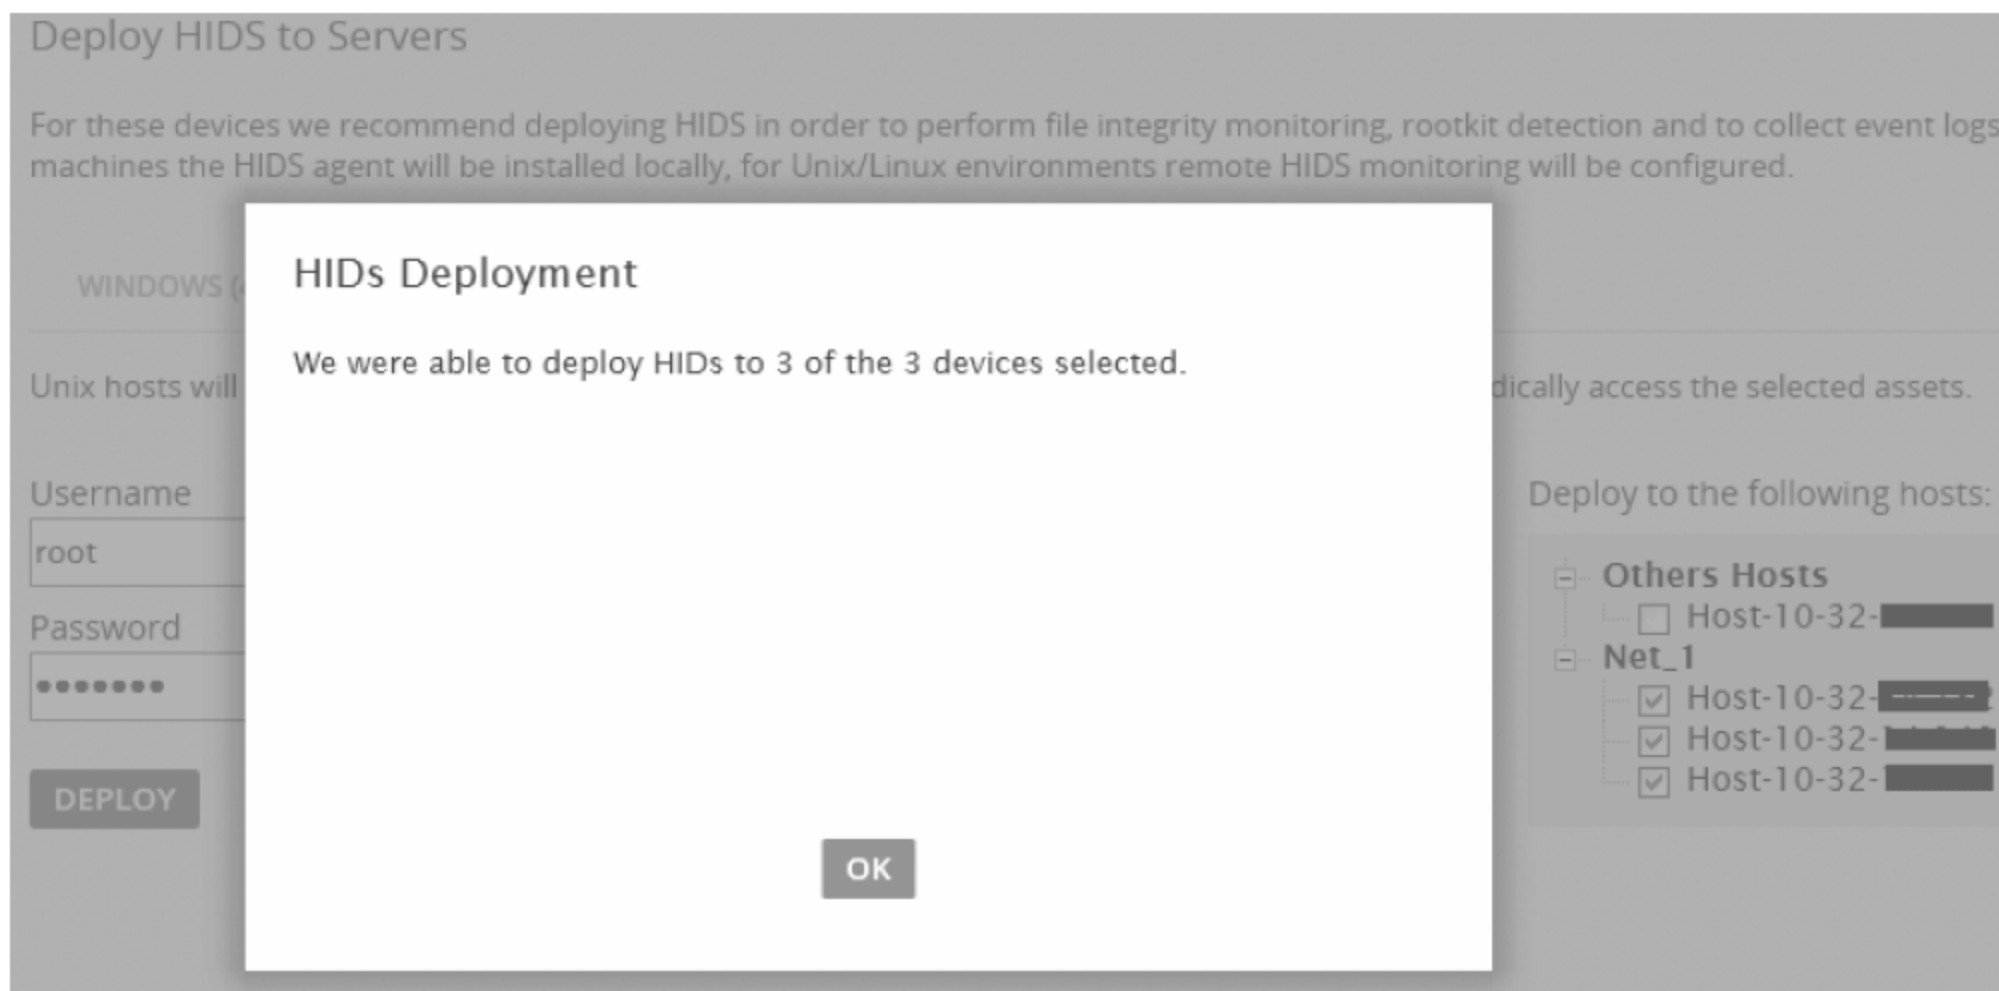 Deploy HIDS to Servers
For these devices we recommend deploying HIDS in order to perform file integrity monitoring, rootkit detection and to collect event logs
machines the HIDS agent will be installed locally, for Unix/Linux environments remote HIDS monitoring will be configured.
WINDOWS
HIDs Deployment
We were able to deploy HIDs to 3 of the 3 devices selected.
Unix hosts will
dically access the selected assets.
Username
root
Password
Deploy to the following hosts:
Others Hosts
Host-10-32-
Net_1
Host-10-32-
Host-10-32-
Host-10-32-
DEPLOY
OK